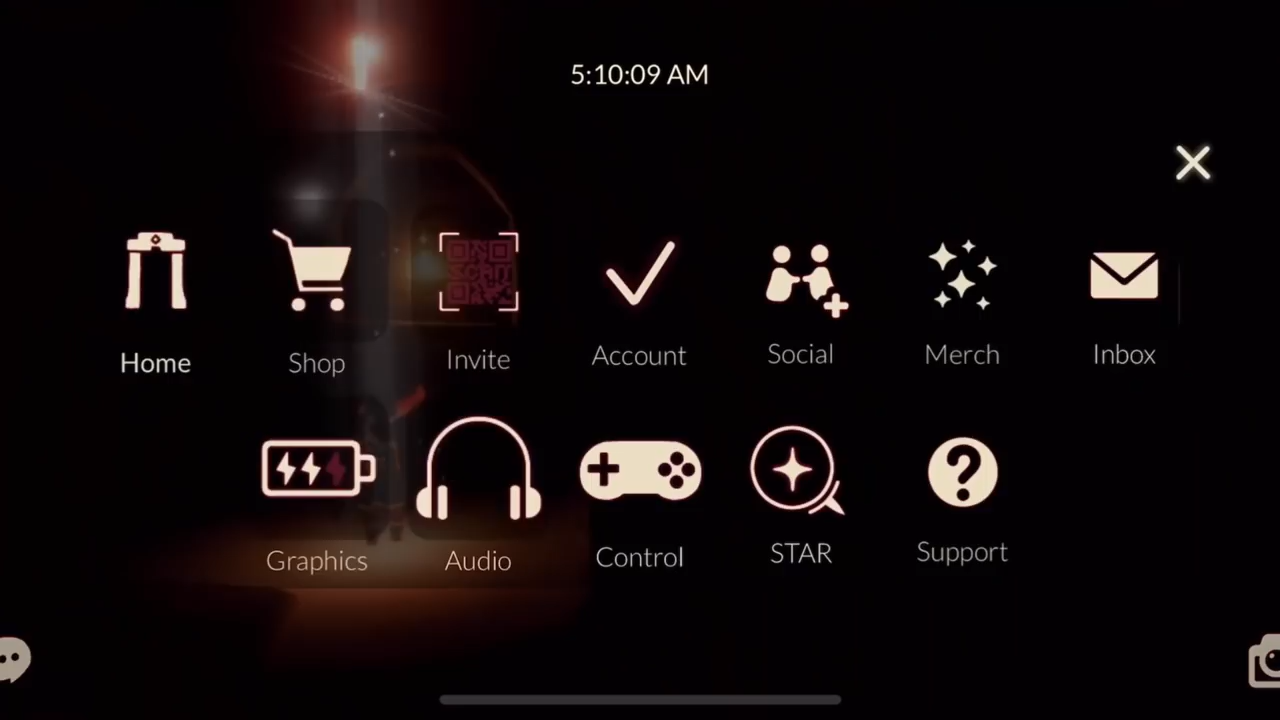 5:10:09 AM
Home Shop Invite Account Social Merch Inbox
Graphics Audio Control STAR Support